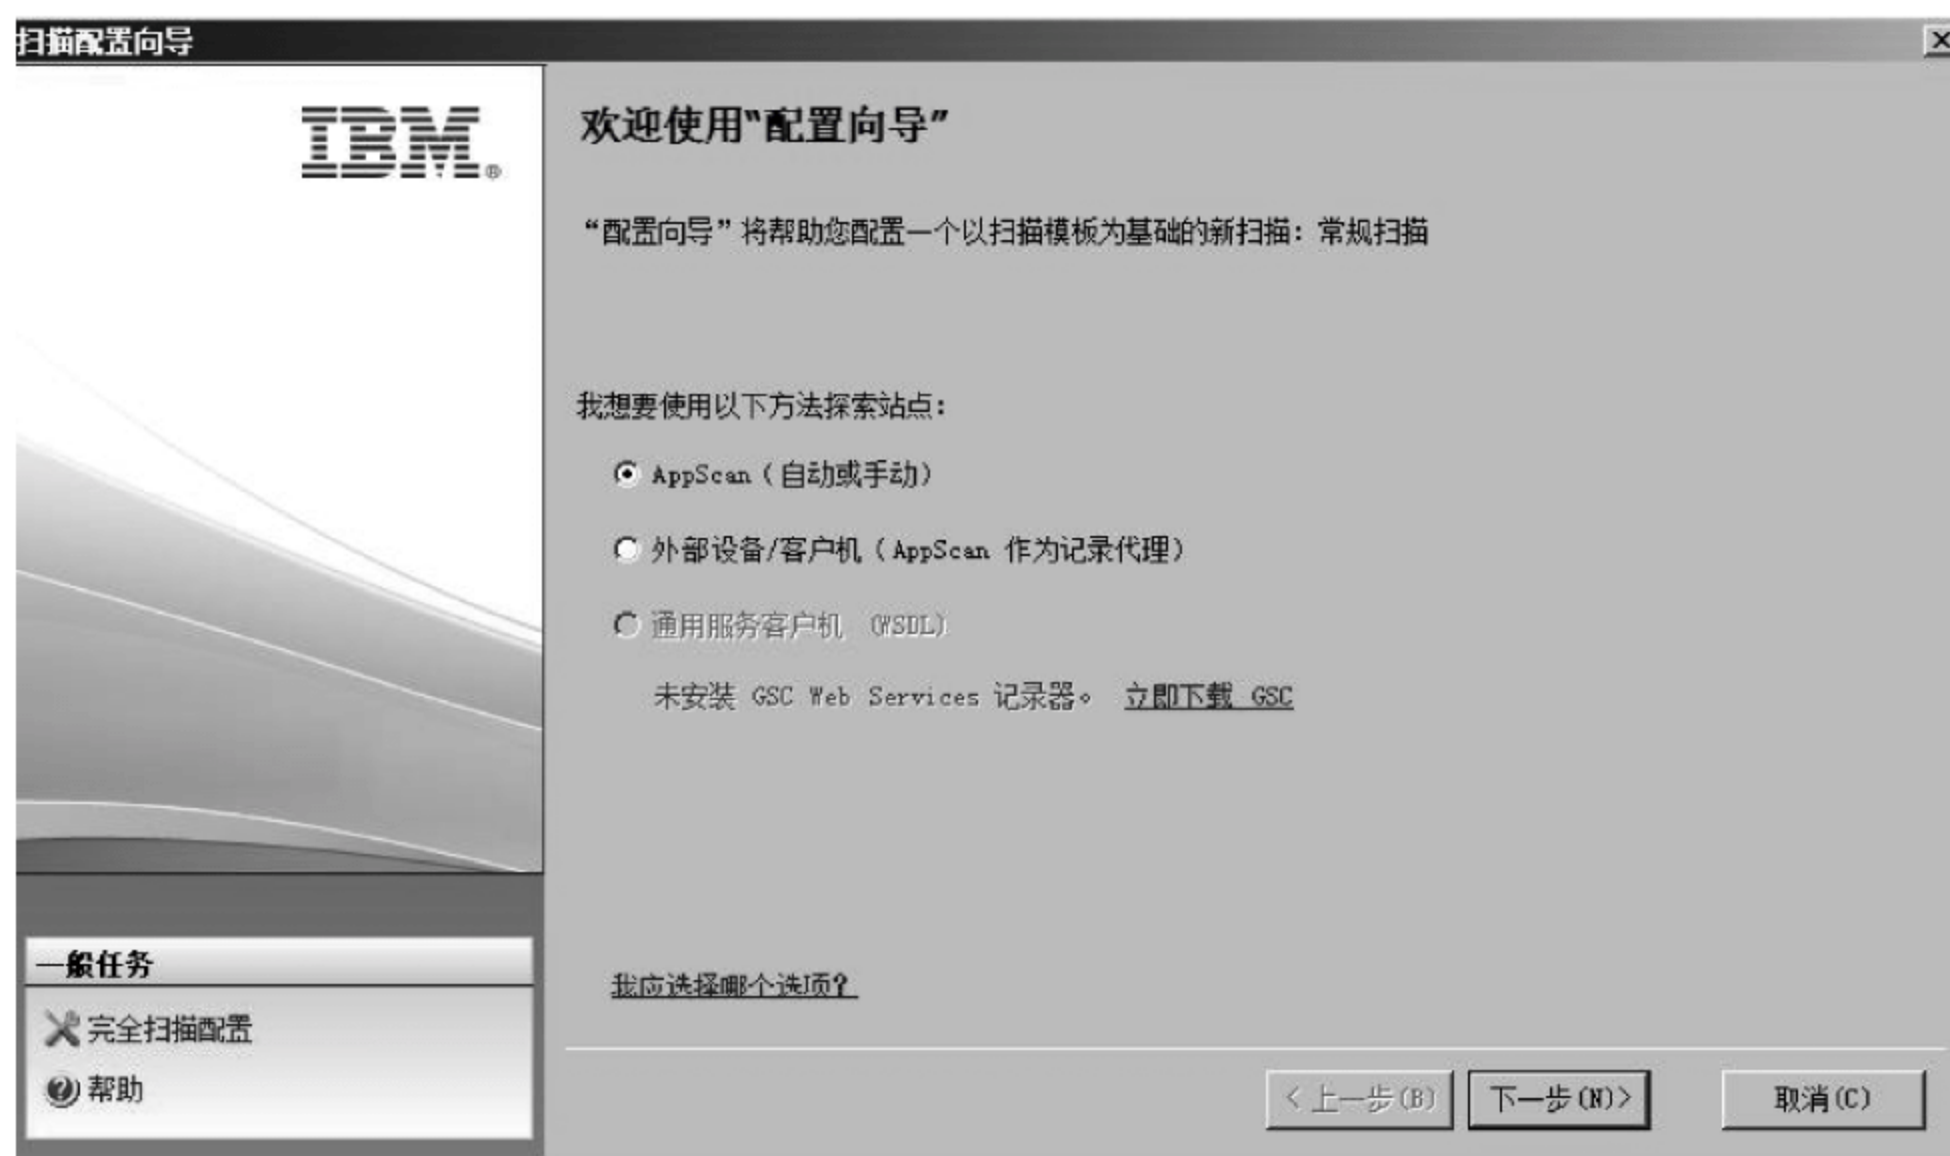 扫描配置向导
IBM®
欢迎使用“配置向导”
“配置向导”将帮助您配置一个以扫描模板为基础的新扫描：常规扫描
我想要使用以下方法探索站点：
AppScan（自动或手动）
外部设备/客户机（AppScan 作为记录代理）
通用服务客户机 (WSDL)
未安装 GSC Web Services 记录器。 立即下载 GSC
一般任务
完全扫描配置
帮助
我应选择哪个选项？
< 上一步(B)
下一步(N)>
取消(C)